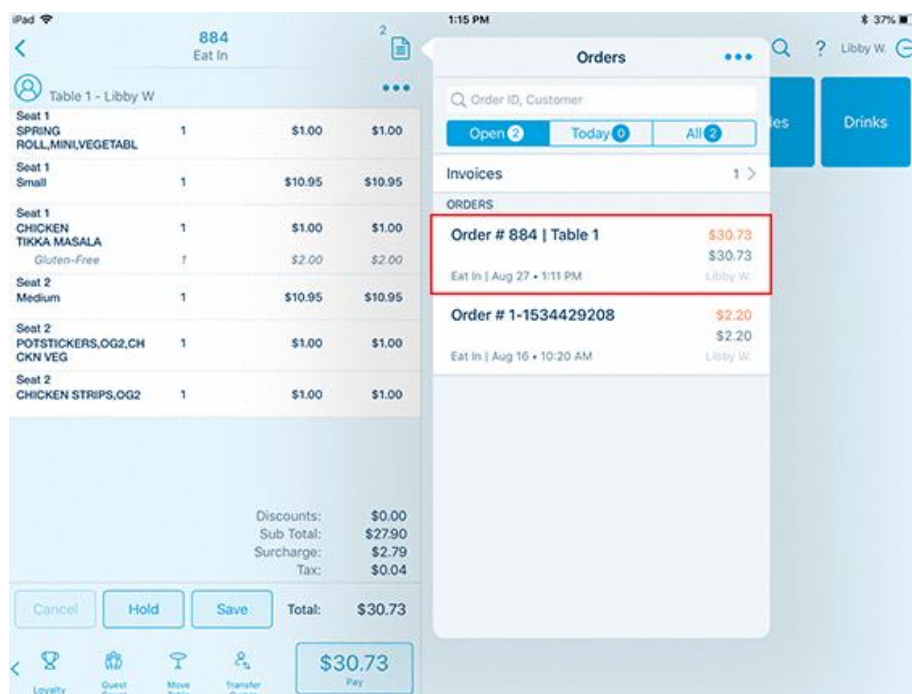 iPad
1:15 PM
37%
884
Eat In
2
Orders
? Libby W.
Table 1 - Libby W
Order ID, Customer
Open 2
Today 0
All 2
Drinks
Invoices 1
ORDERS
Order # 884 | Table 1 $30.73
$30.73
Eat In | Aug 27 • 1:11 PM Libby W.
Order # 1-1534429208 $2.20
$2.20
Eat In | Aug 16 • 10:20 AM Libby W.
Seat 1
SPRING
ROLL,MINI,VEGETABL 1 $1.00 $1.00
Seat 1
Small 1 $10.95 $10.95
Seat 1
CHICKEN
TIKKA MASALA 1 $1.00 $1.00
Gluten-Free 1 $2.00 $2.00
Seat 2
Medium 1 $10.95 $10.95
Seat 2
POTSTICKERS,OG2,CH
CKN VEG 1 $1.00 $1.00
Seat 2
CHICKEN STRIPS,OG2 1 $1.00 $1.00
Discounts: $0.00
Sub Total: $27.90
Surcharge: $2.79
Tax: $0.04
Cancel Hold Save Total: $30.73
Loyalty
Guest
Move
Transfer
$30.73
Pay